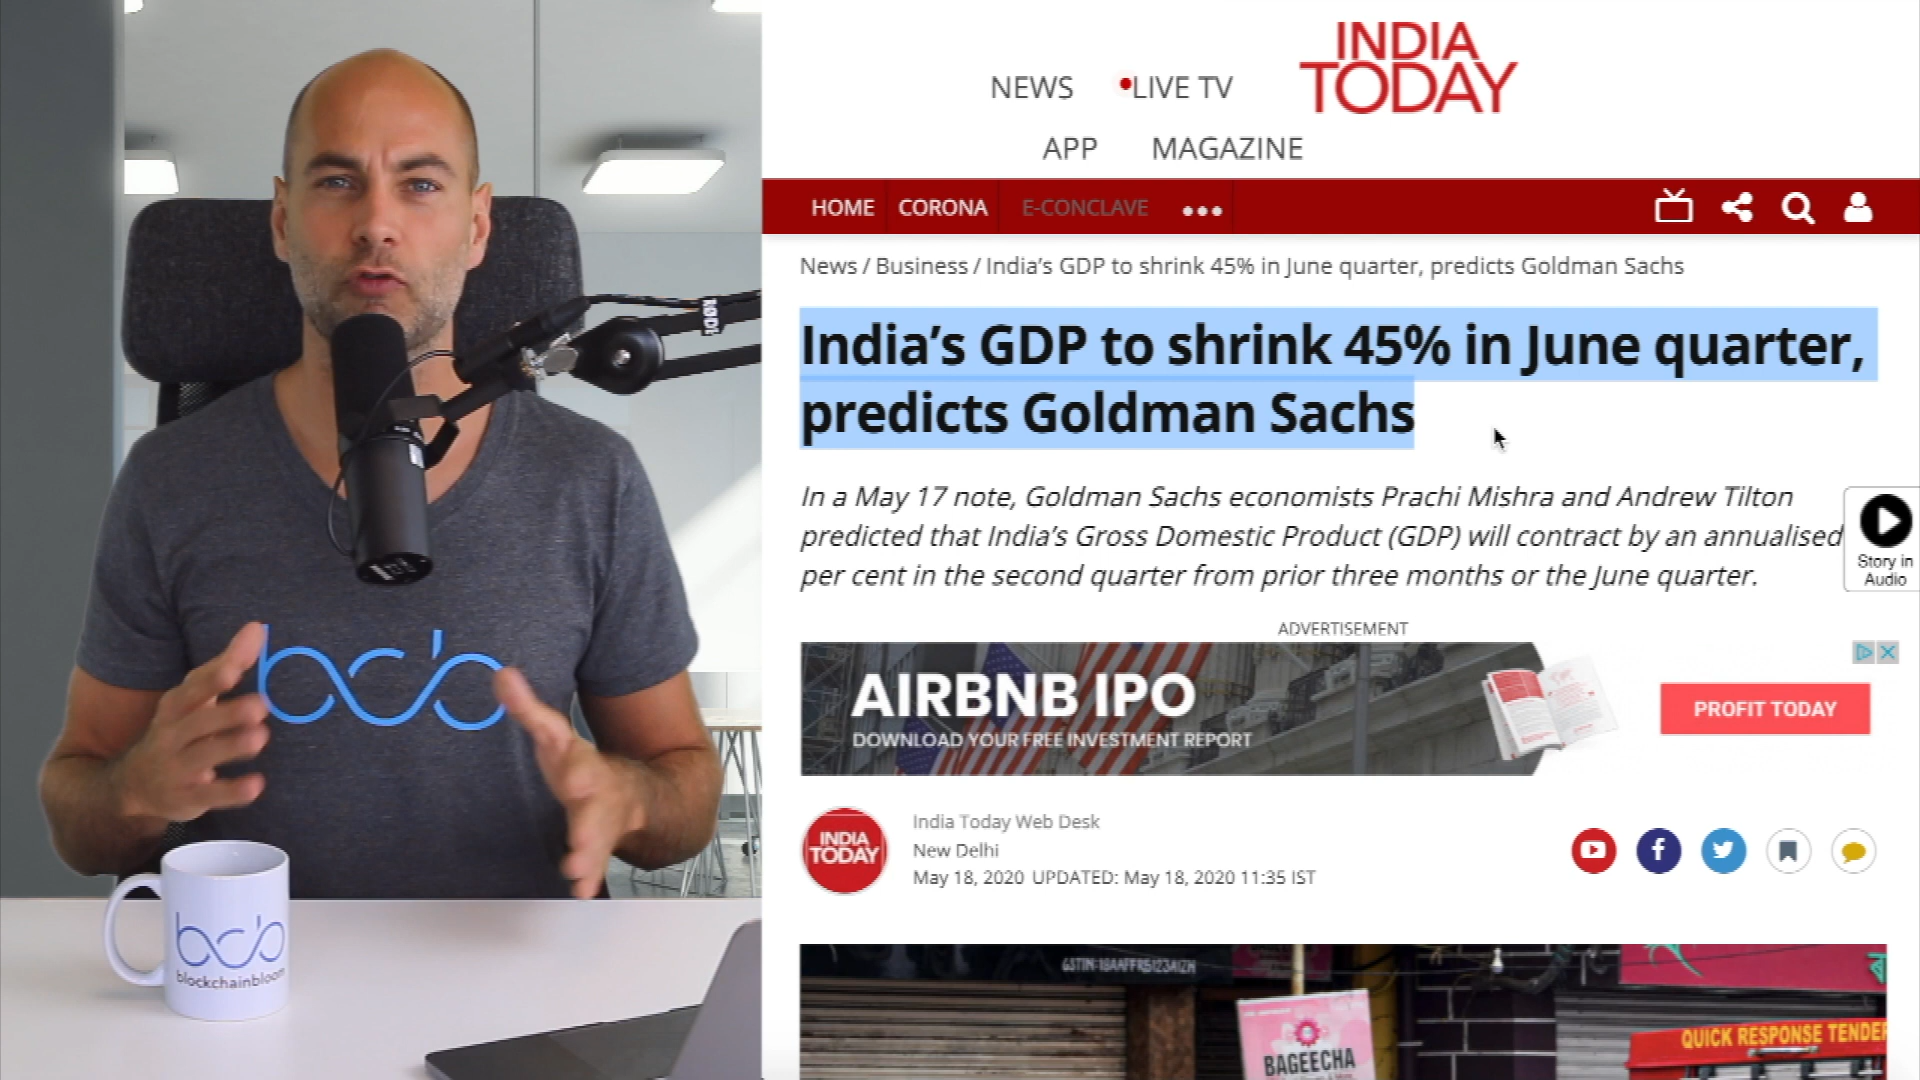 RØDE
bcb
bcb
blockchainbloom
NEWS
LIVE TV
INDIA
TODAY
APP
MAGAZINE
HOME
CORONA
E-CONCLAVE
News / Business / India's GDP to shrink 45% in June quarter, predicts Goldman Sachs
India's GDP to shrink 45% in June quarter,
predicts Goldman Sachs
In a May 17 note, Goldman Sachs economists Prachi Mishra and Andrew Tilton
predicted that India's Gross Domestic Product (GDP) will contract by an annualised
per cent in the second quarter from prior three months or the June quarter.
Story in
Audio
ADVERTISEMENT
AIRBNB IPO
DOWNLOAD YOUR FREE INVESTMENT REPORT
PROFIT TODAY
INDIA
TODAY
India Today Web Desk
New Delhi
May 18, 2020 UPDATED: May 18, 2020 11:35 IST
BAGEECHA
QUICK RESPONSE TENDER